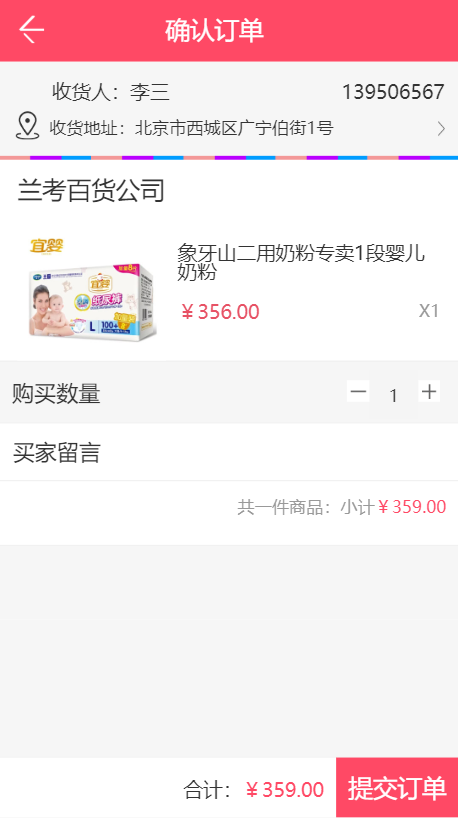 确认订单
收货人：李三 139506567
收货地址：北京市西城区广宁伯街1号
兰考百货公司
宜婴
宜婴
纸尿裤
L 100+
象牙山二用奶粉专卖1段婴儿
奶粉
￥356.00 X1
购买数量 1
买家留言
共一件商品：小计￥359.00
合计：￥359.00 提交订单